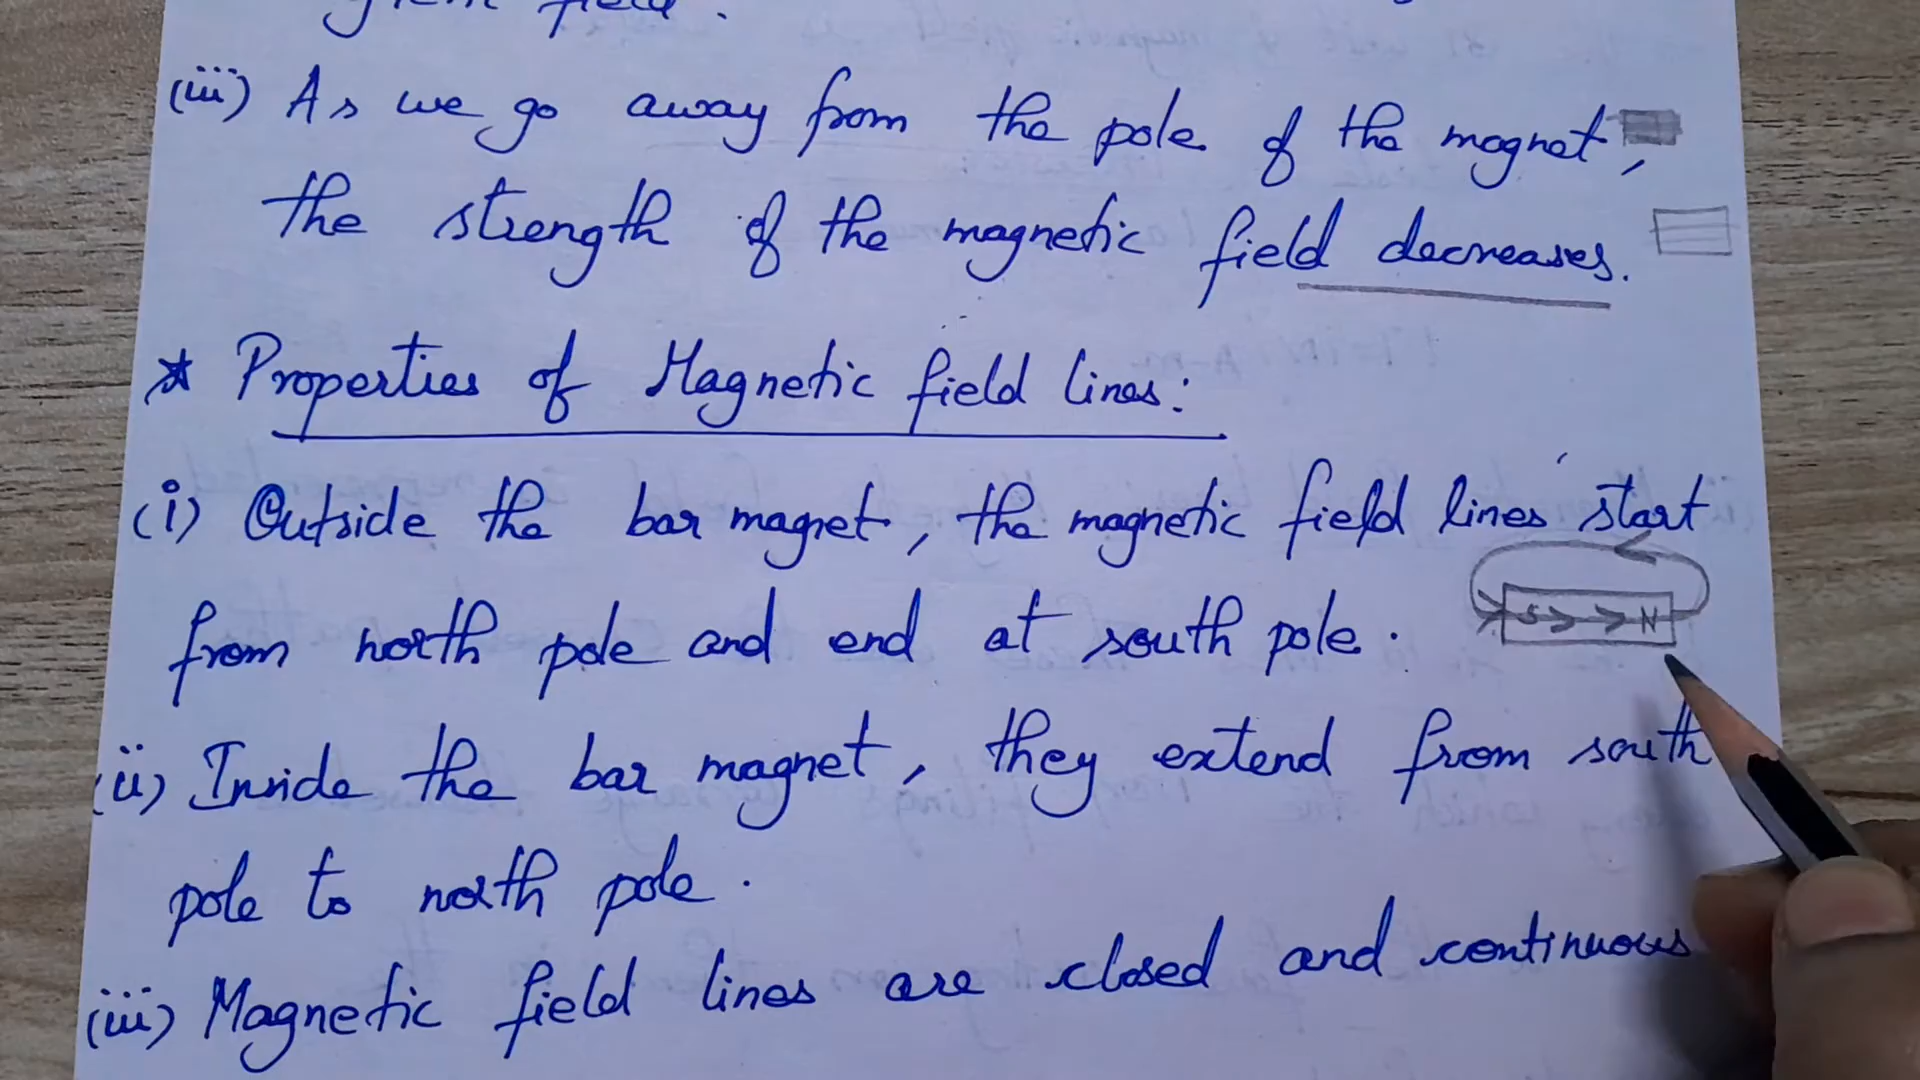 field.
(iii) As we go away from the pole of the magnet,
the strength of the magnetic field decreases.
* Properties of Magnetic field lines:
(i) Outside the bar magnet, the magnetic field lines start
from north pole and end at south pole.
S N
(ii) Inside the bar magnet, they extend from south
pole to north pole.
(iii) Magnetic field lines are closed and continuous